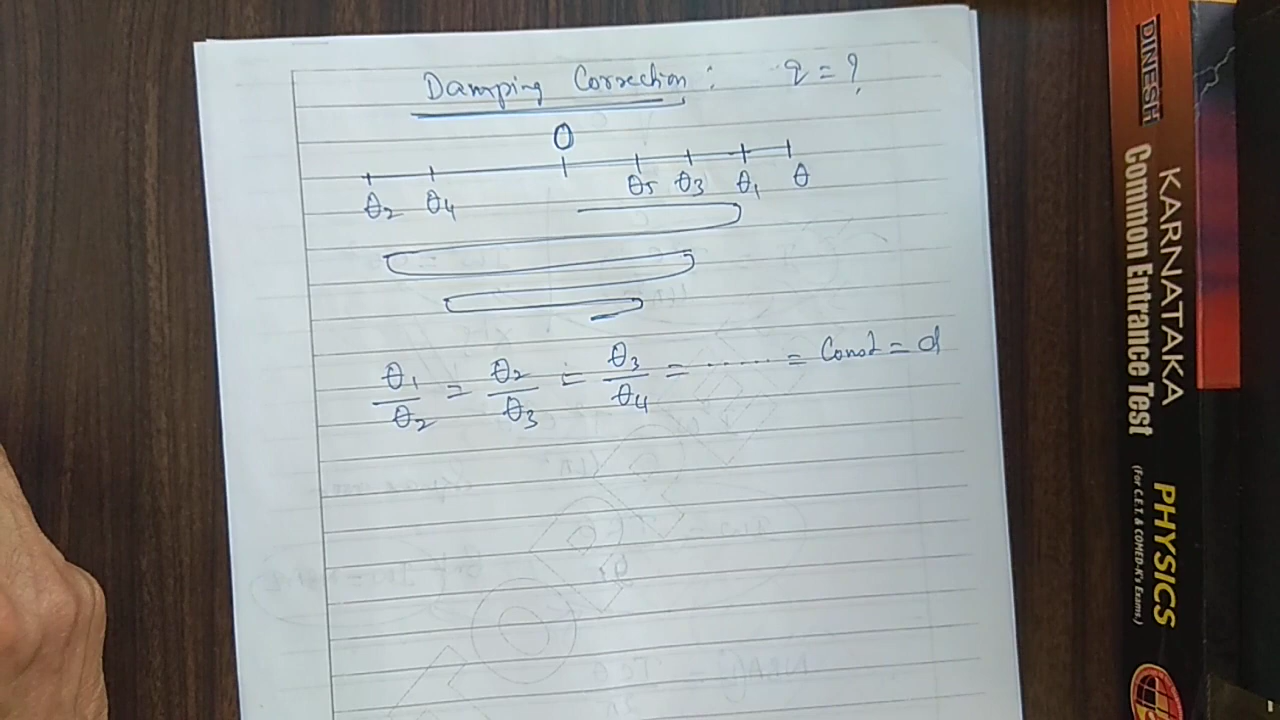 Damping Correction : q = ?
0
θ₂ θ₄ θ₅ θ₃ θ₁ θ
θ₁/θ₂ = θ₂/θ₃ = θ₃/θ₄ = ...... = Const = d
DINESH
KARNATAKA
Common Entrance Test
(For C.E.T. & COMED-K's Exams.)
PHYSICS